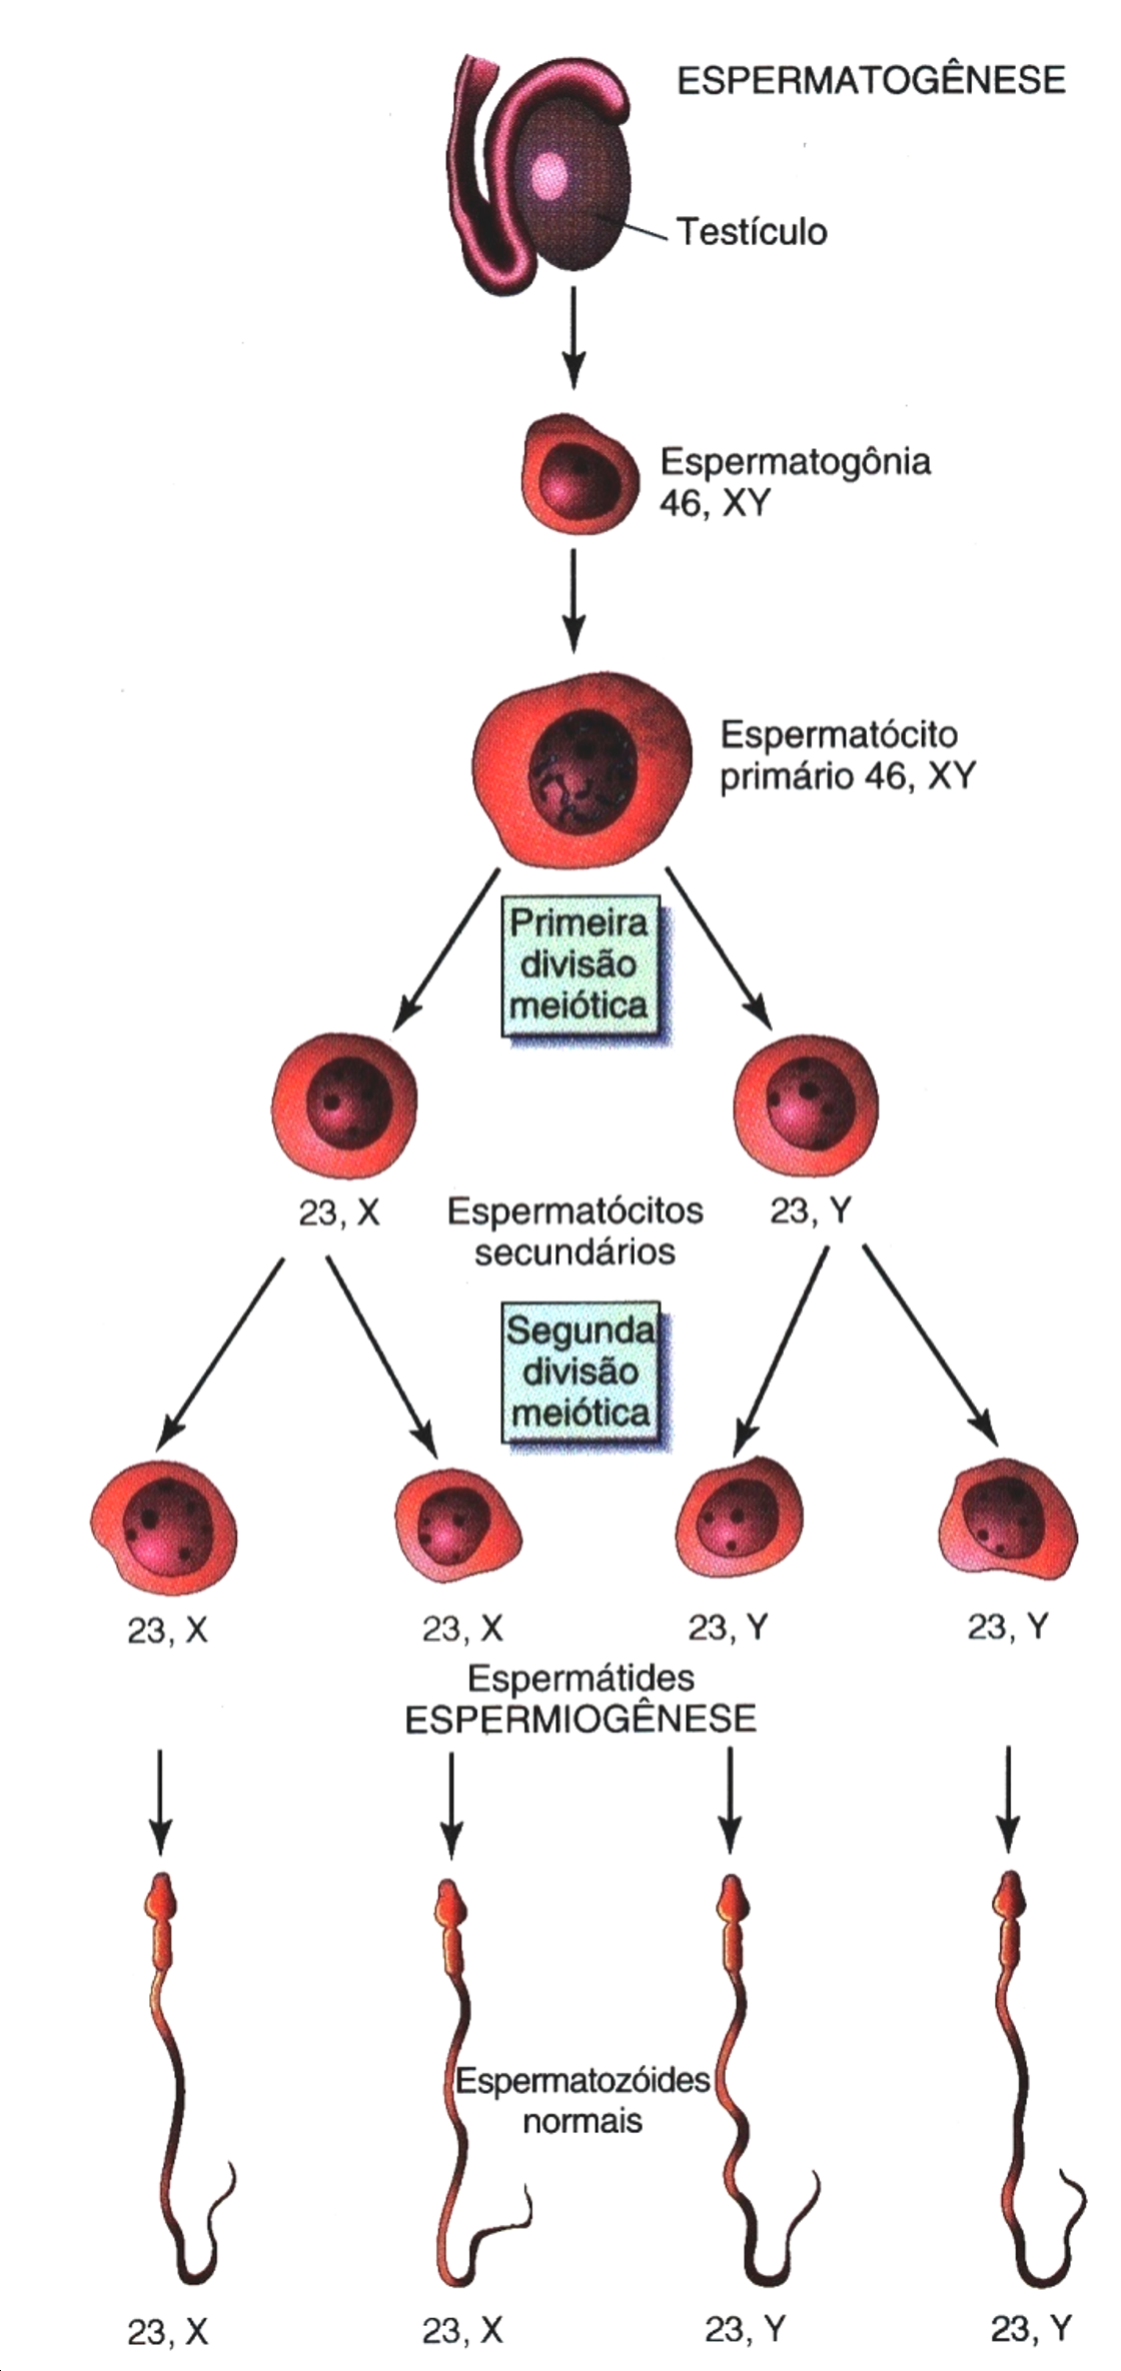 ESPERMATOGÊNESE
Testículo
Espermatogônia
46, XY
Espermatócito
primário 46, XY
Primeira
divisão
meiótica
23, X
Espermatócitos
secundários
23, Y
Segunda
divisão
meiótica
23, X
23, X
23, Y
23, Y
Espermátides
ESPERMIOGÊNESE
Espermatozóides
normais
23, X
23, X
23, Y
23, Y